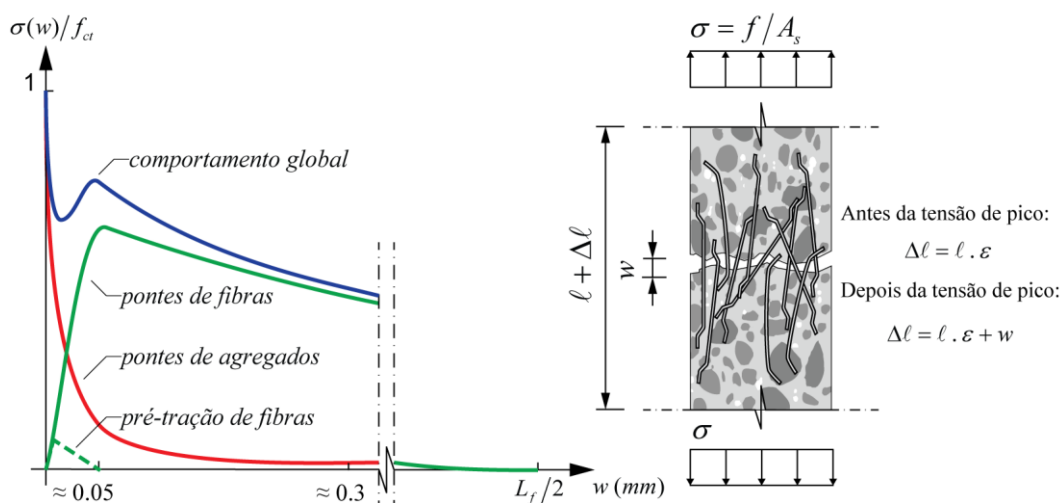 σ(w)/f_ct
1
comportamento global
pontes de fibras
pontes de agregados
pré-tração de fibras
≈ 0.05
≈ 0.3
L_f/2
w (mm)
σ = f/A_s
ℓ + Δℓ
w
Antes da tensão de pico:
Δℓ = ℓ . ε
Depois da tensão de pico:
Δℓ = ℓ . ε + w
σ